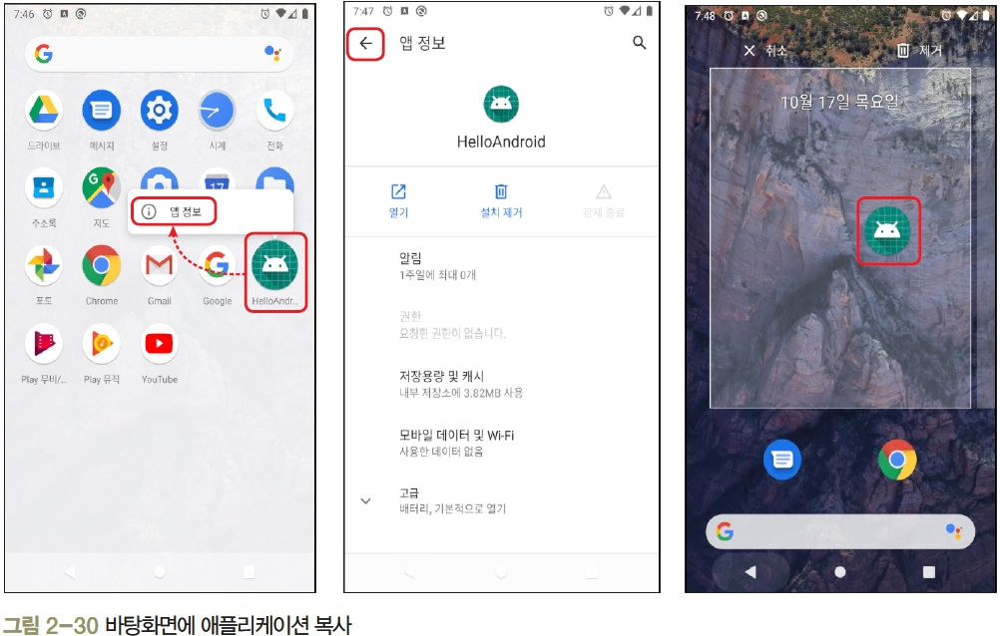 7:46
드라이브 메시지 설정 시계 전화
17
앱 정보
주소록 지도
포토 Chrome Gmail Google HelloAndr..
Play 무비/... Play 뮤직 YouTube
7:47
앱 정보
HelloAndroid
열기 설치 제거 강제 종료
알림
1주일에 최대 0개
권한
요청한 권한이 없습니다.
저장용량 및 캐시
내부 저장소에 3.82MB 사용
모바일 데이터 및 Wi-Fi
사용한 데이터 없음
고급
배터리, 기본적으로 열기
7:48
취소 제거
10월 17일 목요일
그림 2-30 바탕화면에 애플리케이션 복사